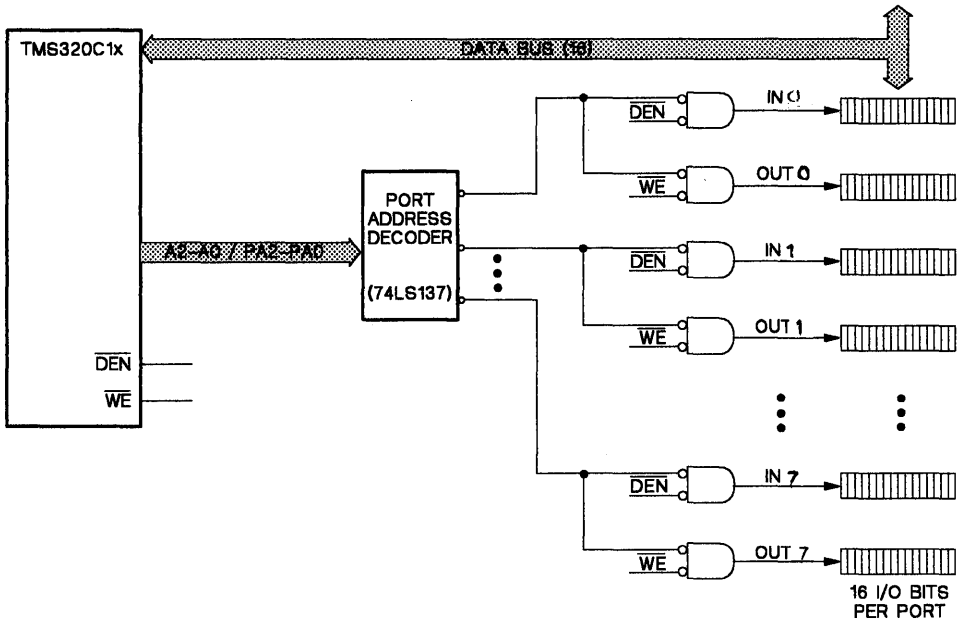 TMS320C1x
DATA BUS (16)
IN 0
DEN
OUT 0
WE
PORT
ADDRESS
DECODER
(74LS137)
A2-A0 / PA2-PA0
IN 1
DEN
OUT 1
WE
DEN
WE
IN 7
DEN
OUT 7
WE
16 I/O BITS
PER PORT